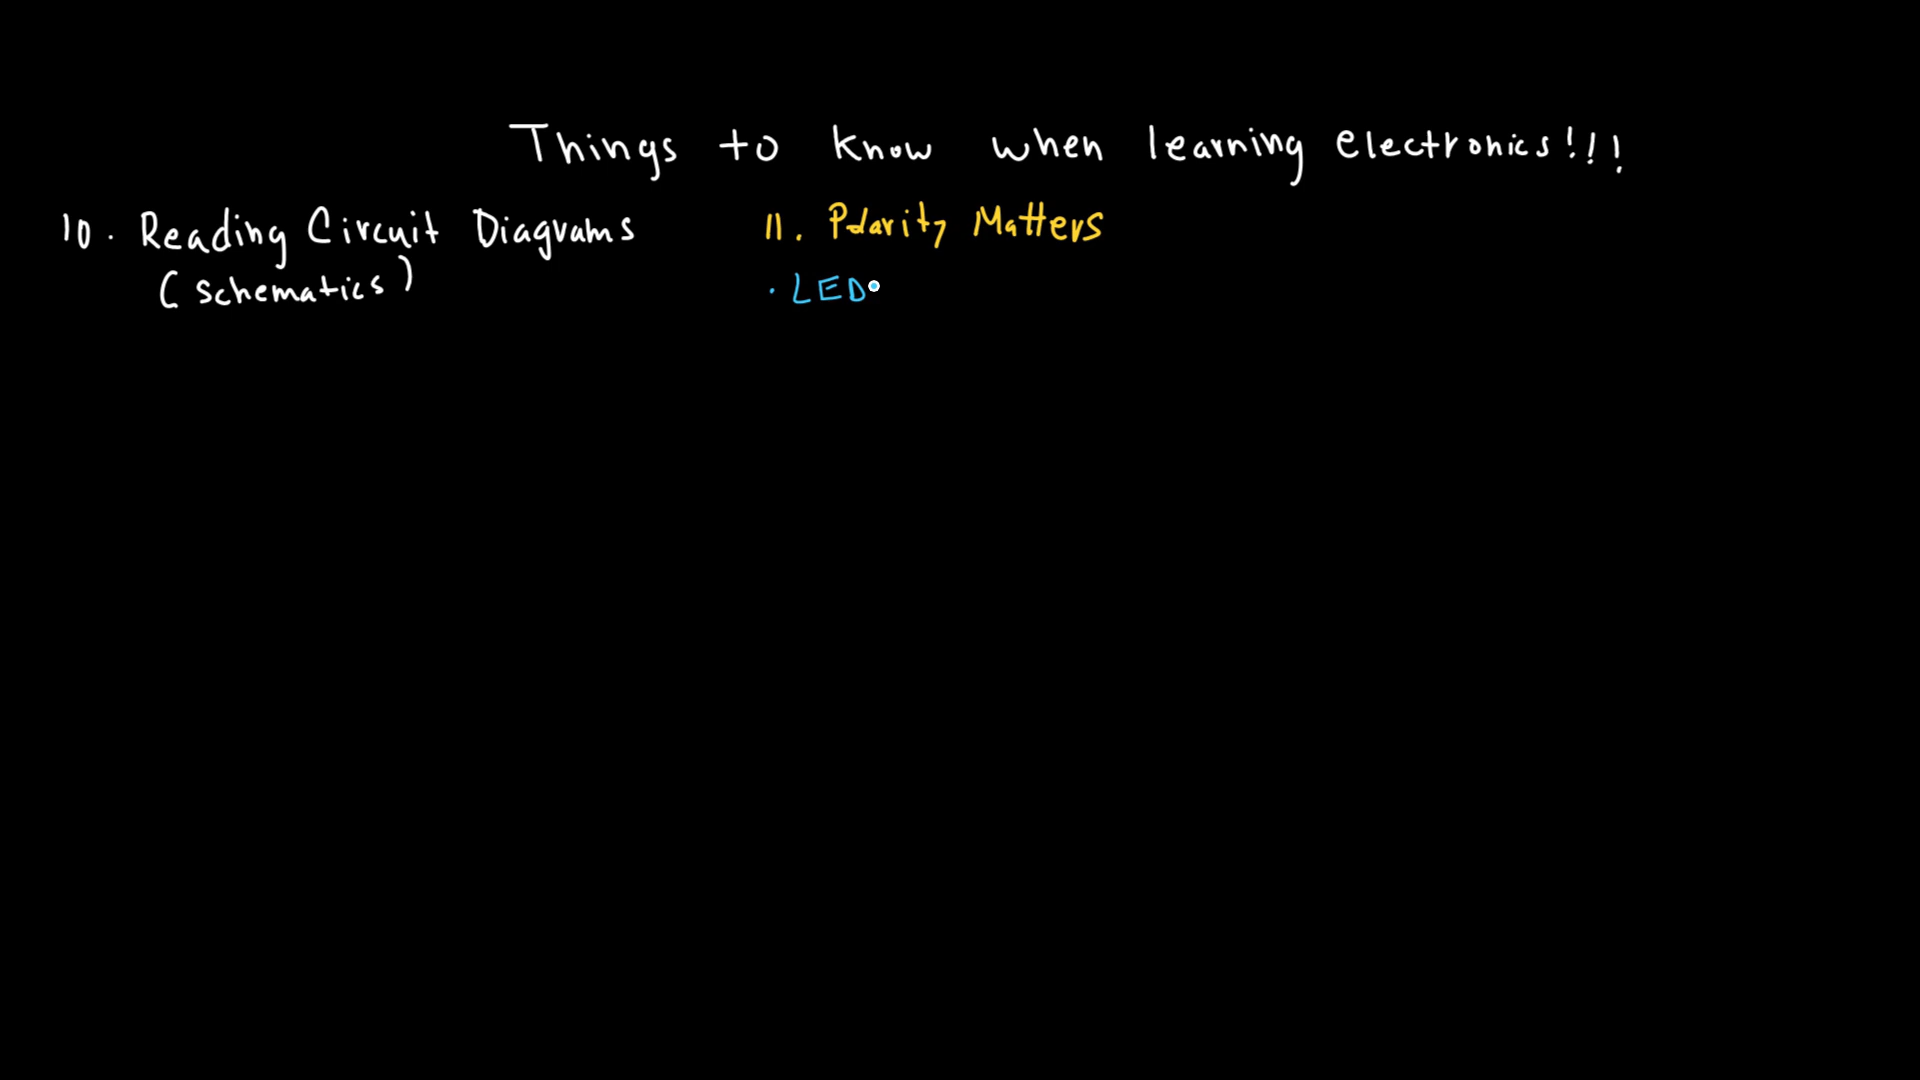 Things to know when learning electronics!!!
10. Reading Circuit Diagrams
(schematics)
11. Polarity Matters
· LED